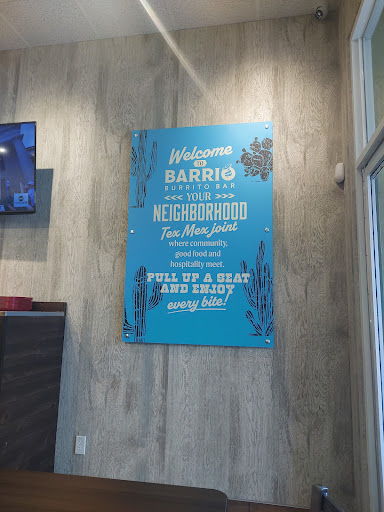 Welcome
TO
BARRIO
BURRITO BAR
YOUR
NEIGHBORHOOD
Tex Mex joint
where community,
good food and
hospitality meet.
PULL UP A SEAT
AND ENJOY
every bite!